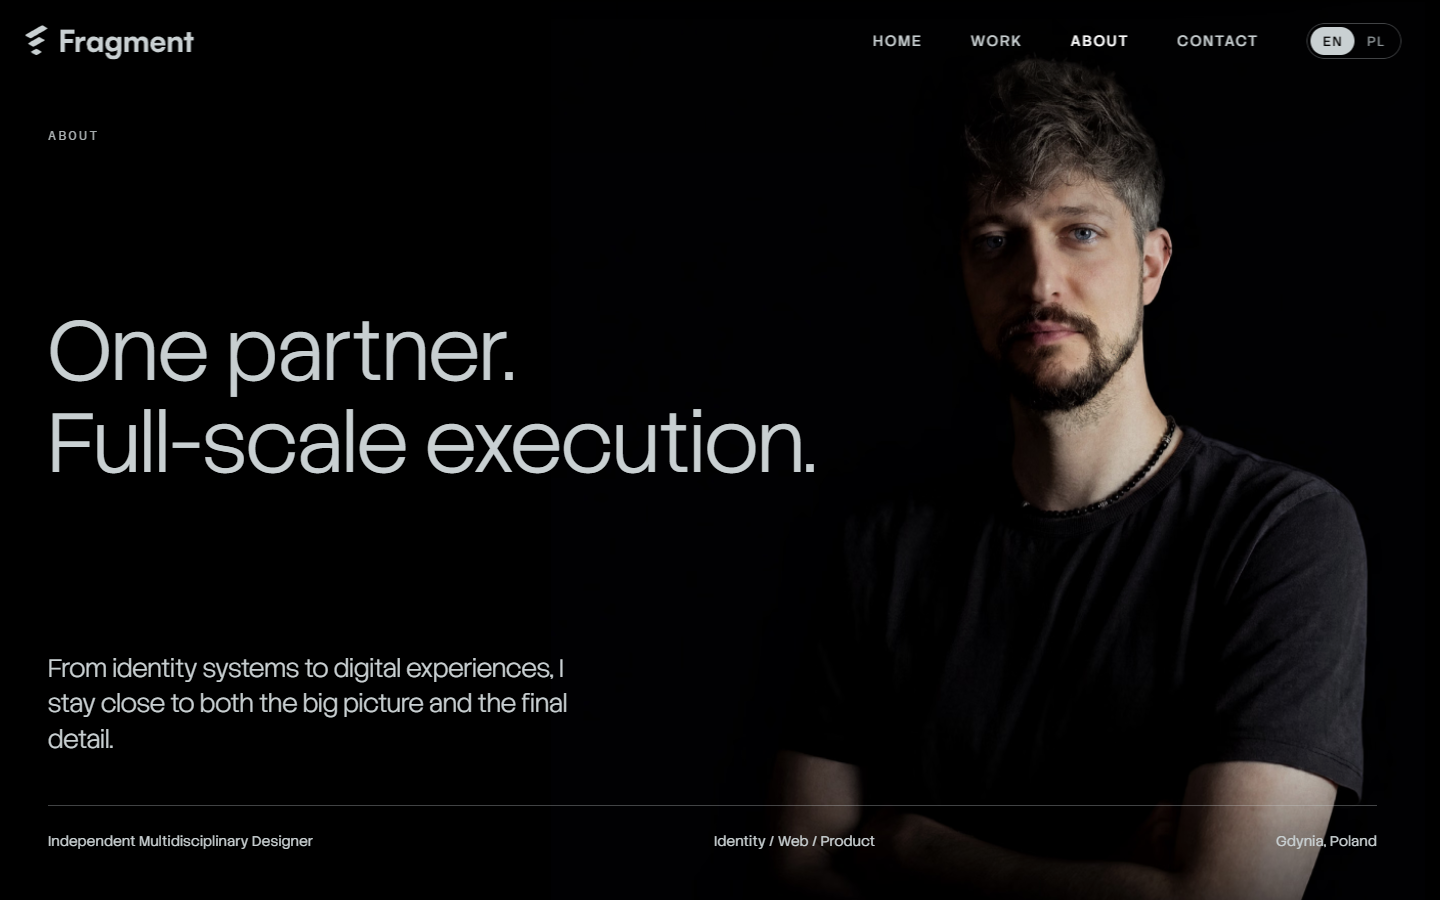 Fragment
HOME
WORK
ABOUT
CONTACT
EN
PL
ABOUT
One partner.
Full-scale execution.
From identity systems to digital experiences, I
stay close to both the big picture and the final
detail.
Independent Multidisciplinary Designer
Identity / Web / Product
Gdynia, Poland